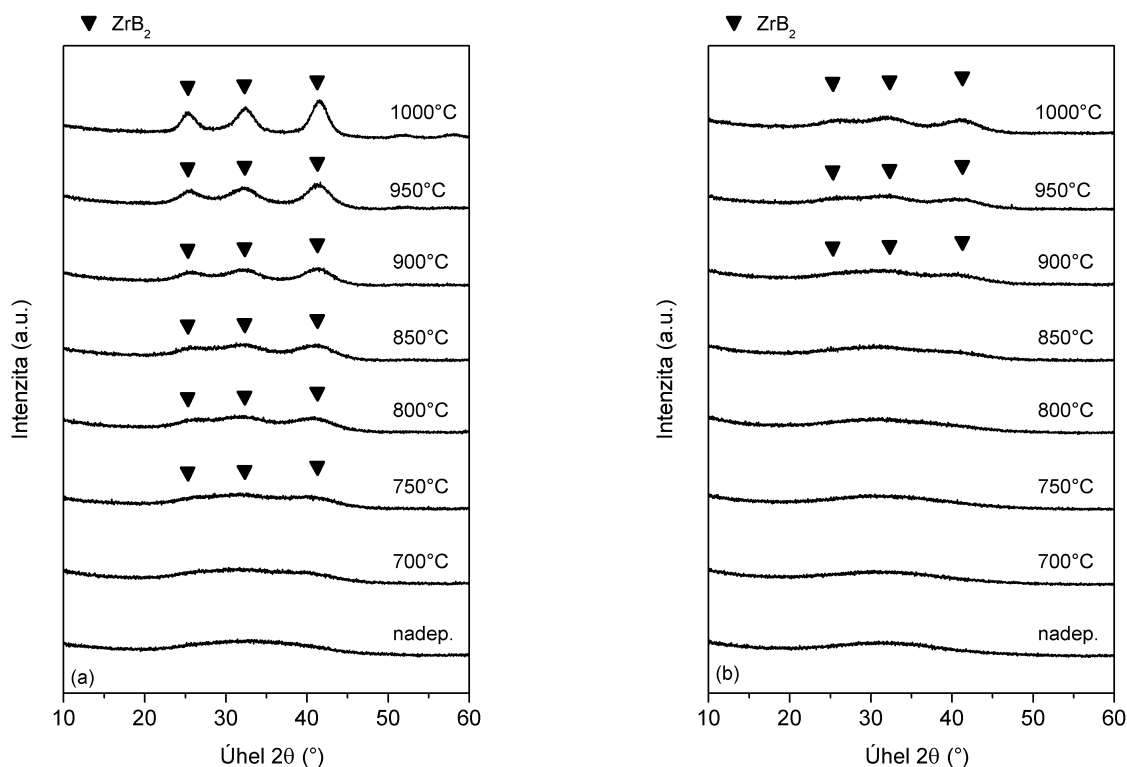 ▼ ZrB₂
1000°C
950°C
900°C
850°C
800°C
750°C
700°C
nadep.
(a)
Intenzita (a.u.)
10 20 30 40 50 60
Úhel 2θ (°)
▼ ZrB₂
1000°C
950°C
900°C
850°C
800°C
750°C
700°C
nadep.
(b)
Intenzita (a.u.)
10 20 30 40 50 60
Úhel 2θ (°)